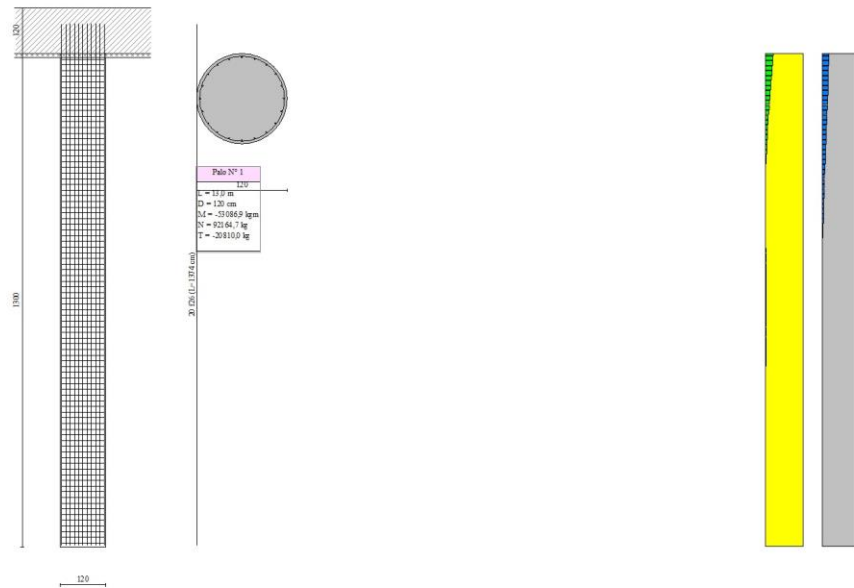 120
1300
120
Palo N° 1
120
L = 13,0 m
D = 120 cm
M = -53086,9 kgm
N = 92164,7 kg
T = -20810,0 kg
20 f26 (L=1374 cm)